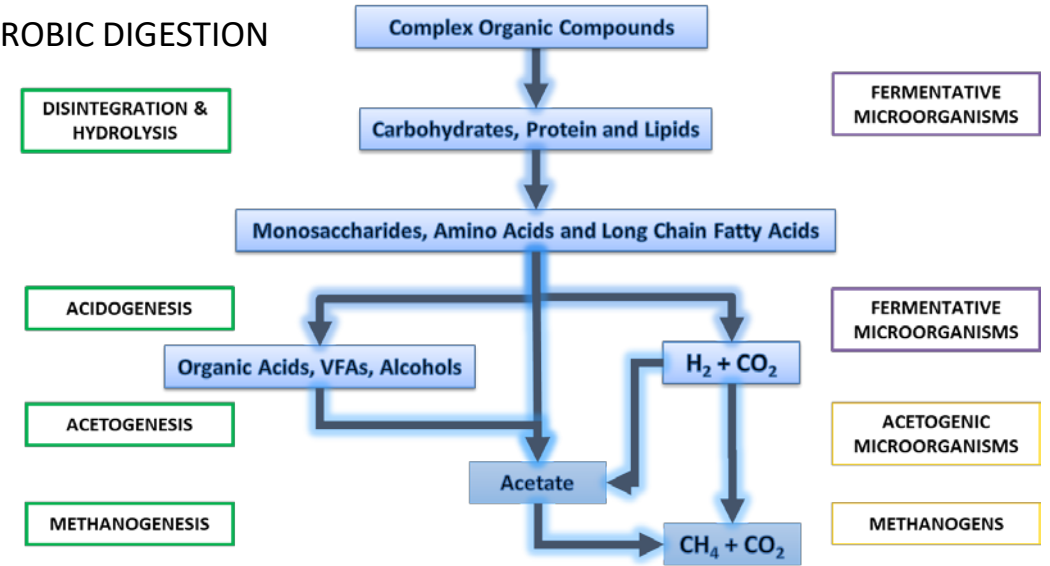 ROBIC DIGESTION
Complex Organic Compounds
DISINTEGRATION &
HYDROLYSIS
FERMENTATIVE
MICROORGANISMS
Carbohydrates, Protein and Lipids
Monosaccharides, Amino Acids and Long Chain Fatty Acids
ACIDOGENESIS
FERMENTATIVE
MICROORGANISMS
Organic Acids, VFAs, Alcohols
H₂ + CO₂
ACETOGENESIS
ACETOGENIC
MICROORGANISMS
Acetate
METHANOGENESIS
METHANOGENS
CH₄ + CO₂